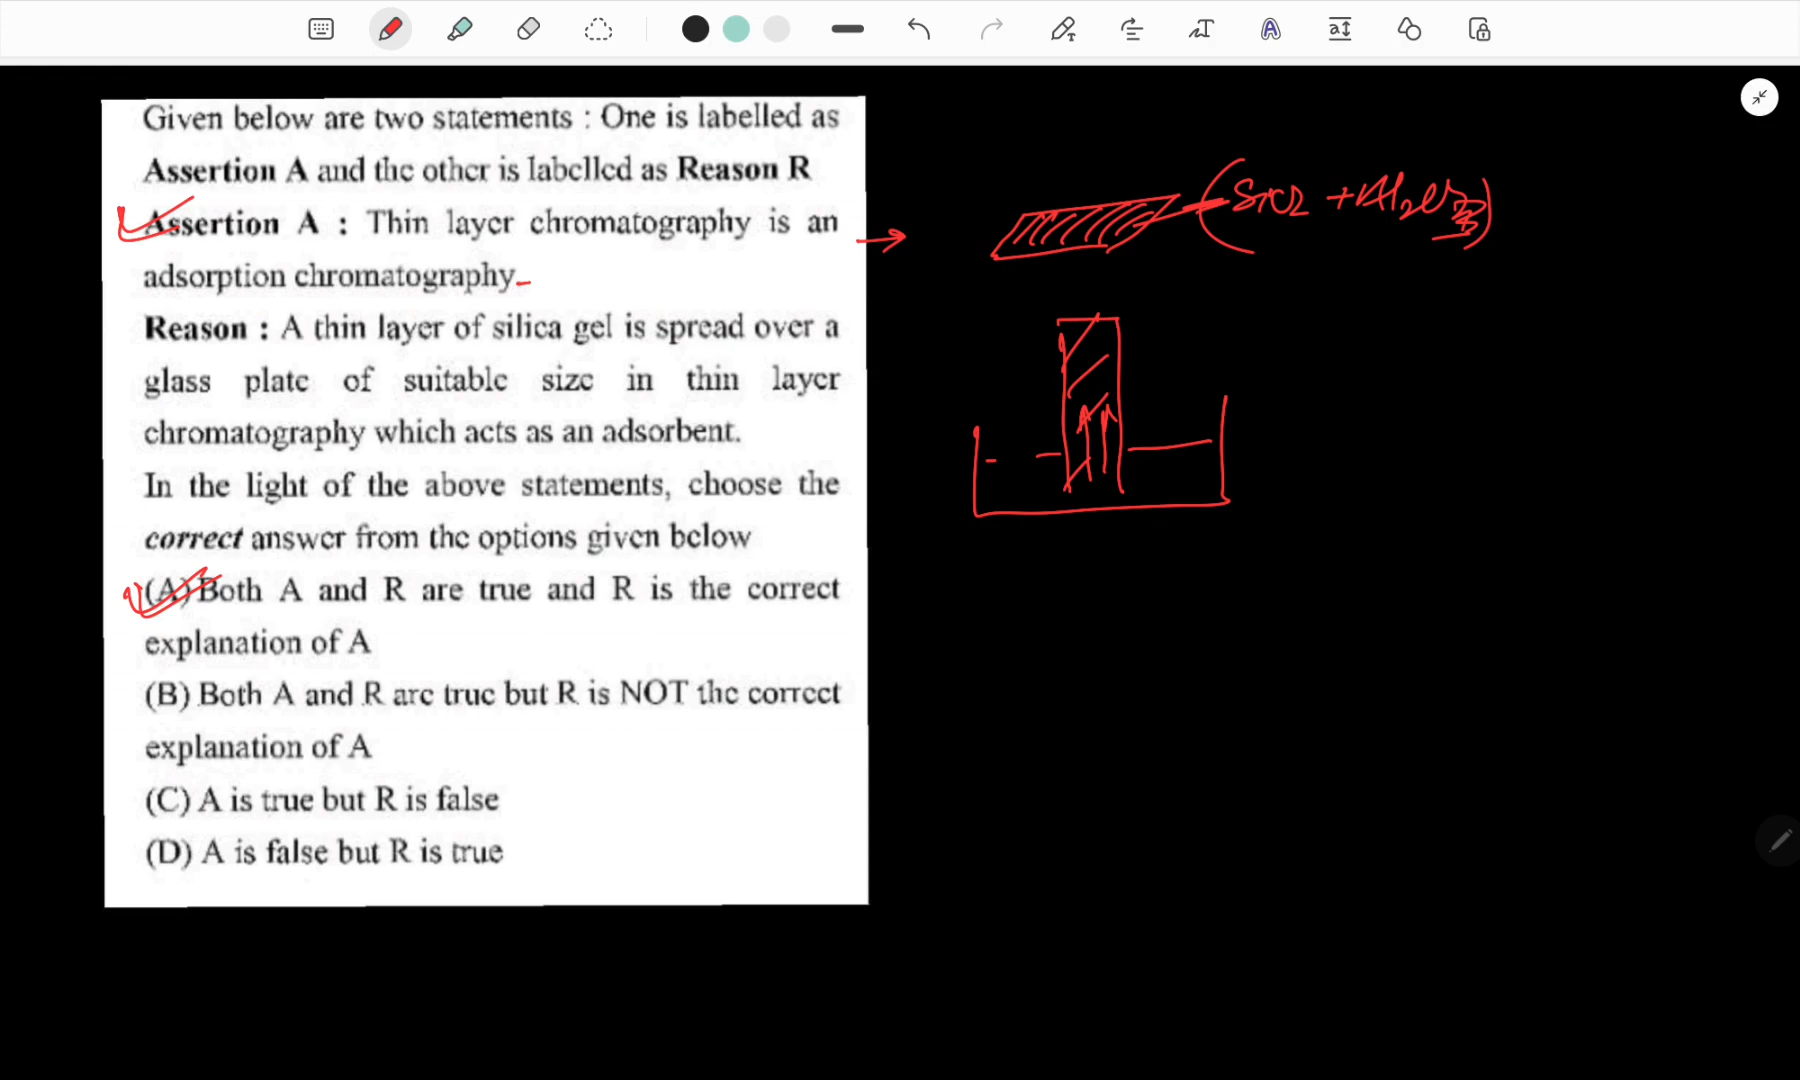 Given below are two statements : One is labelled as
Assertion A and the other is labelled as Reason R
Assertion A : Thin layer chromatography is an
adsorption chromatography.
Reason : A thin layer of silica gel is spread over a
glass plate of suitable size in thin layer
chromatography which acts as an adsorbent.
In the light of the above statements, choose the
correct answer from the options given below
(A) Both A and R are true and R is the correct
explanation of A
(B) Both A and R are true but R is NOT the correct
explanation of A
(C) A is true but R is false
(D) A is false but R is true
(SiO2 + Al2O3)